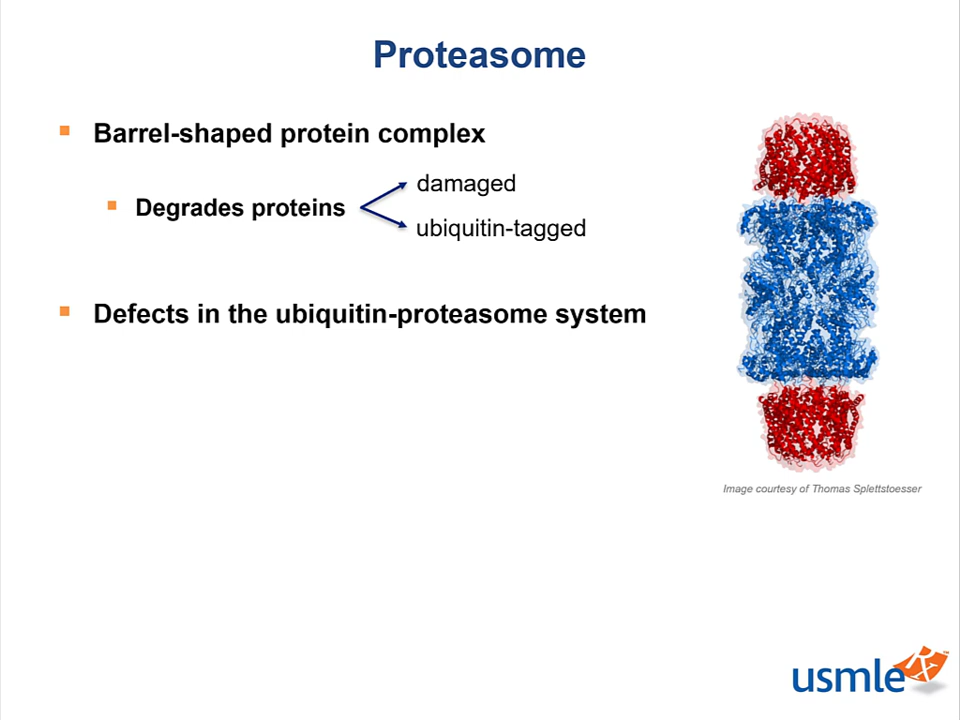 Proteasome
Barrel-shaped protein complex
Degrades proteins
damaged
ubiquitin-tagged
Defects in the ubiquitin-proteasome system
Image courtesy of Thomas Splettstoesser
usmle Rx™